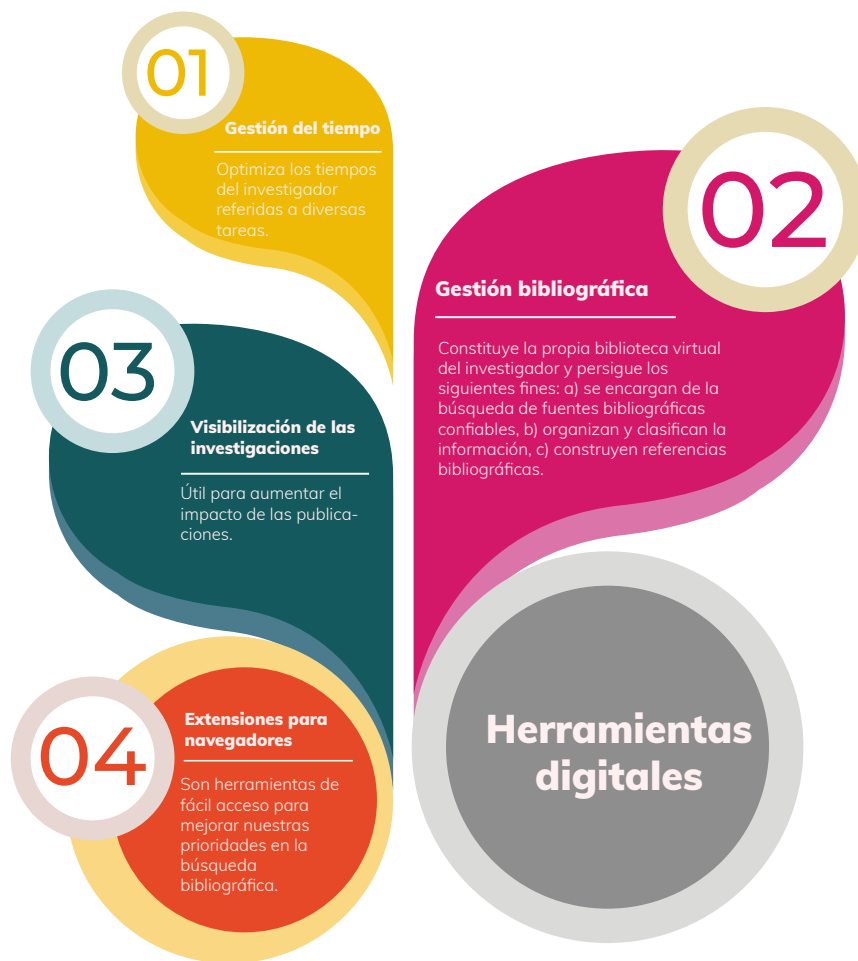 01
Gestión del tiempo
Optimiza los tiempos
del investigador
referidas a diversas
tareas.
02
Gestión bibliográfica
Constituye la propia biblioteca virtual
del investigador y persigue los
siguientes fines: a) se encargan de la
búsqueda de fuentes bibliográficas
confiables, b) organizan y clasifican la
información, c) construyen referencias
bibliográficas.
03
Visibilización de las
investigaciones
Útil para aumentar el
impacto de las publica-
ciones.
04
Extensiones para
navegadores
Son herramientas de
fácil acceso para
mejorar nuestras
prioridades en la
búsqueda
bibliográfica.
Herramientas
digitales